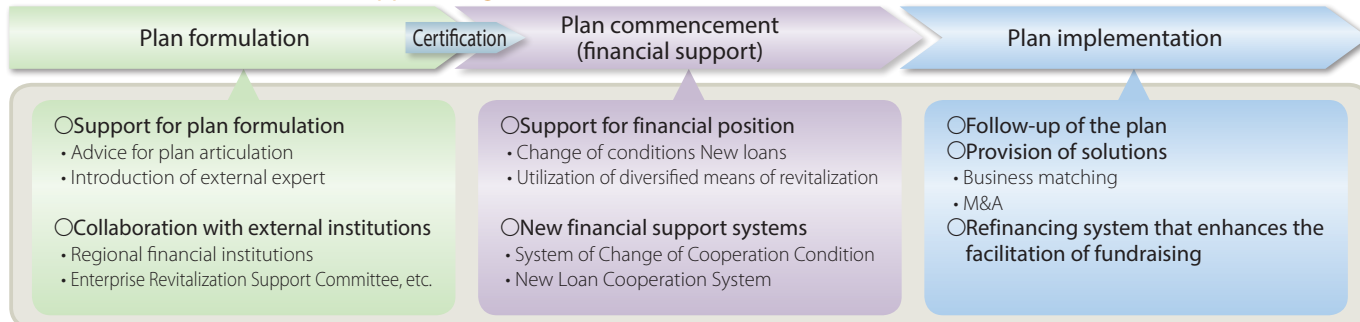 Plan formulation
Certification
Plan commencement
(financial support)
Plan implementation
○Support for plan formulation
・Advice for plan articulation
・Introduction of external expert
○Collaboration with external institutions
・Regional financial institutions
・Enterprise Revitalization Support Committee, etc.
○Support for financial position
・Change of conditions New loans
・Utilization of diversified means of revitalization
○New financial support systems
・System of Change of Cooperation Condition
・New Loan Cooperation System
○Follow-up of the plan
○Provision of solutions
・Business matching
・M&A
○Refinancing system that enhances the
facilitation of fundraising